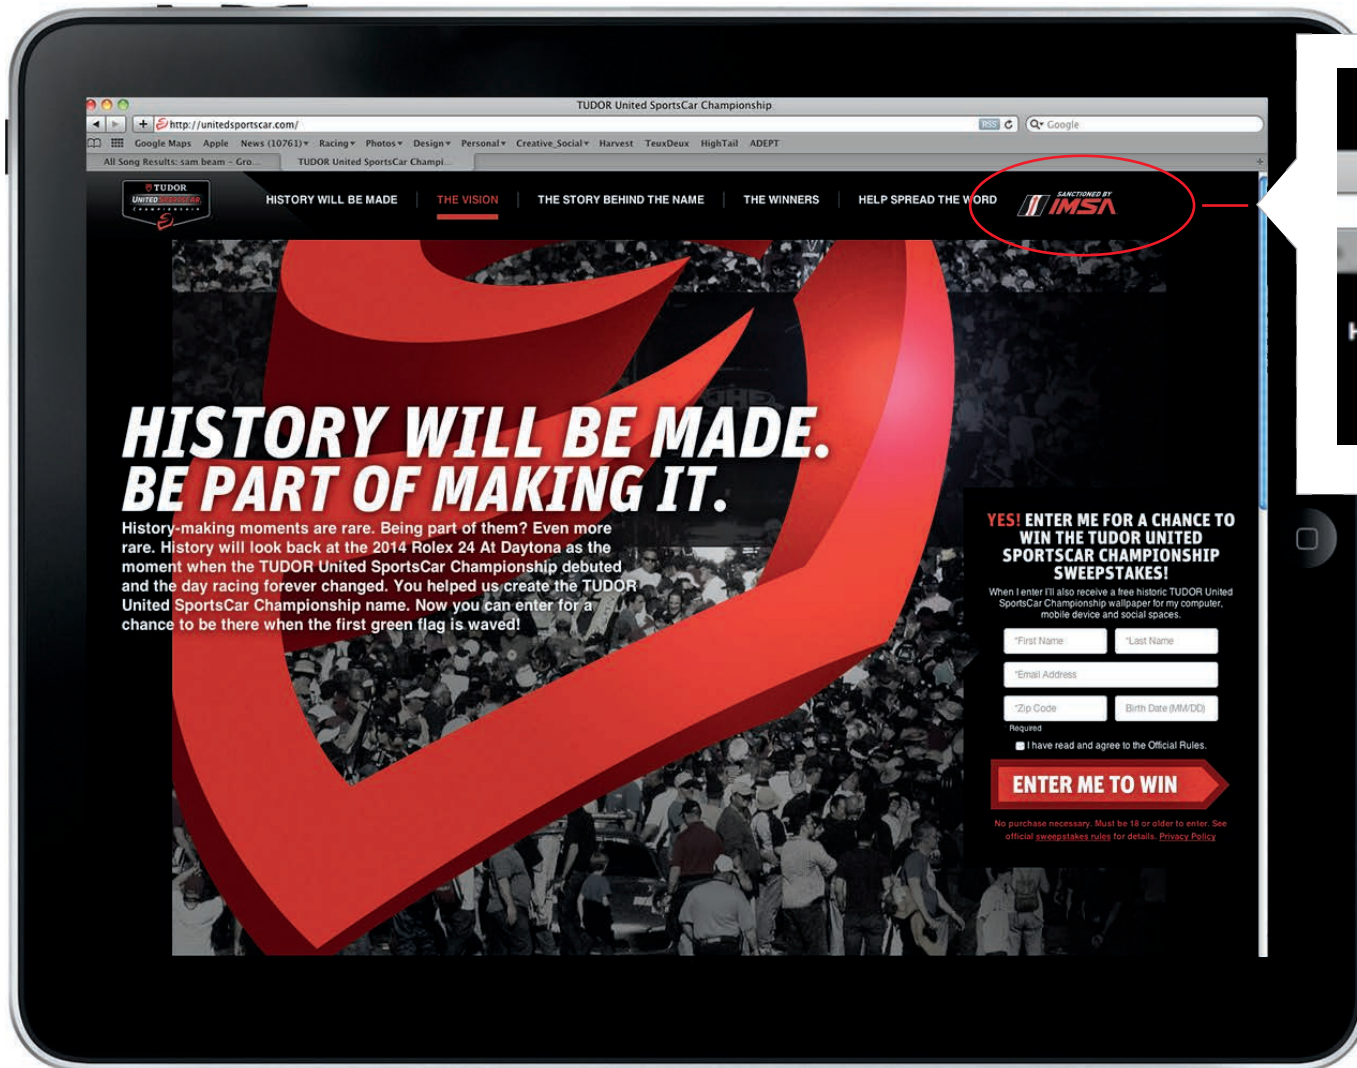 TUDOR United SportsCar Championship
http://unitedsportscar.com/
RSS
Google
Google Maps Apple News (10761) Racing Photos Design Personal Creative_Social Harvest TeuxDeux HighTail ADEPT
All Song Results: sam beam - Gro...
TUDOR United SportsCar Champi...
TUDOR
UNITED SPORTSCAR
CHAMPIONSHIP
HISTORY WILL BE MADE
THE VISION
THE STORY BEHIND THE NAME
THE WINNERS
HELP SPREAD THE WORD
SANCTIONED BY
IMSA
H
HISTORY WILL BE MADE.
BE PART OF MAKING IT.
History-making moments are rare. Being part of them? Even more
rare. History will look back at the 2014 Rolex 24 At Daytona as the
moment when the TUDOR United SportsCar Championship debuted
and the day racing forever changed. You helped us create the TUDOR
United SportsCar Championship name. Now you can enter for a
chance to be there when the first green flag is waved!
YES! ENTER ME FOR A CHANCE TO
WIN THE TUDOR UNITED
SPORTSCAR CHAMPIONSHIP
SWEEPSTAKES!
When I enter I'll also receive a free historic TUDOR United
SportsCar Championship wallpaper for my computer,
mobile device and social spaces.
*First Name
*Last Name
*Email Address
*Zip Code
Birth Date (MM/DD)
Required
I have read and agree to the Official Rules.
ENTER ME TO WIN
No purchase necessary. Must be 18 or older to enter. See
official sweepstakes rules for details. Privacy Policy